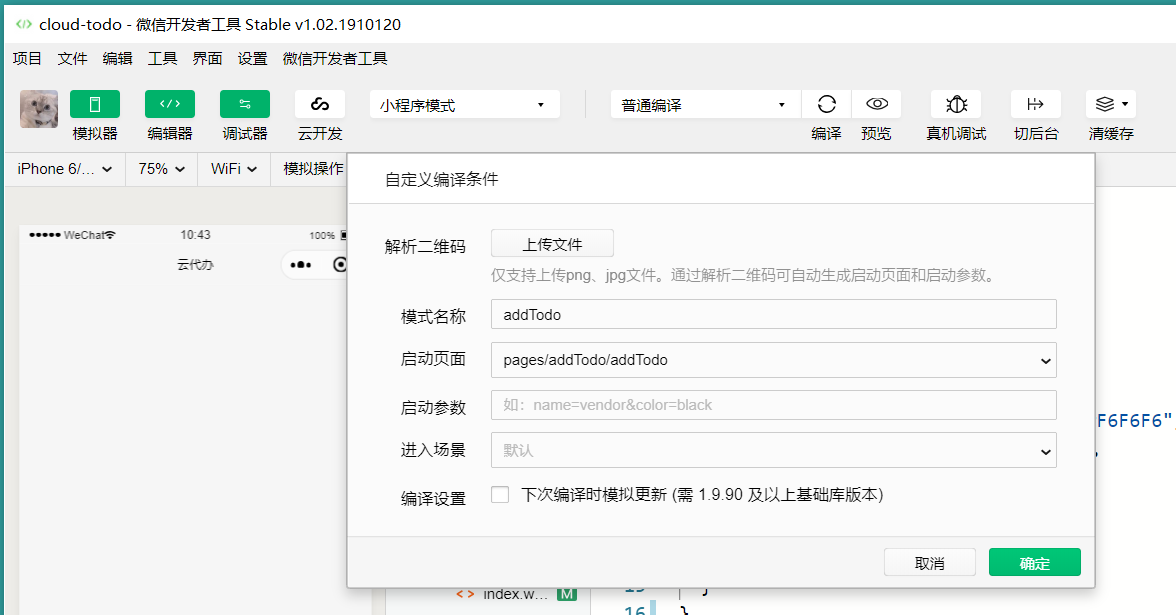 cloud-todo - 微信开发者工具 Stable v1.02.1910120
项目 文件 编辑 工具 界面 设置 微信开发者工具
小程序模式 普通编译
模拟器 编辑器 调试器 云开发 编译 预览 真机调试 切后台 清缓存
iPhone 6/... 75% WiFi 模拟操作
自定义编译条件
WeChat 10:43 100%
云代办
解析二维码 上传文件
仅支持上传png、jpg文件。通过解析二维码可自动生成启动页面和启动参数。
模式名称 addTodo
启动页面 pages/addTodo/addTodo
启动参数 如：name=vendor&color=black
F6F6F6"
进入场景 默认
编译设置 下次编译时模拟更新 (需 1.9.90 及以上基础库版本)
取消 确定
<> index.w... M
16 }